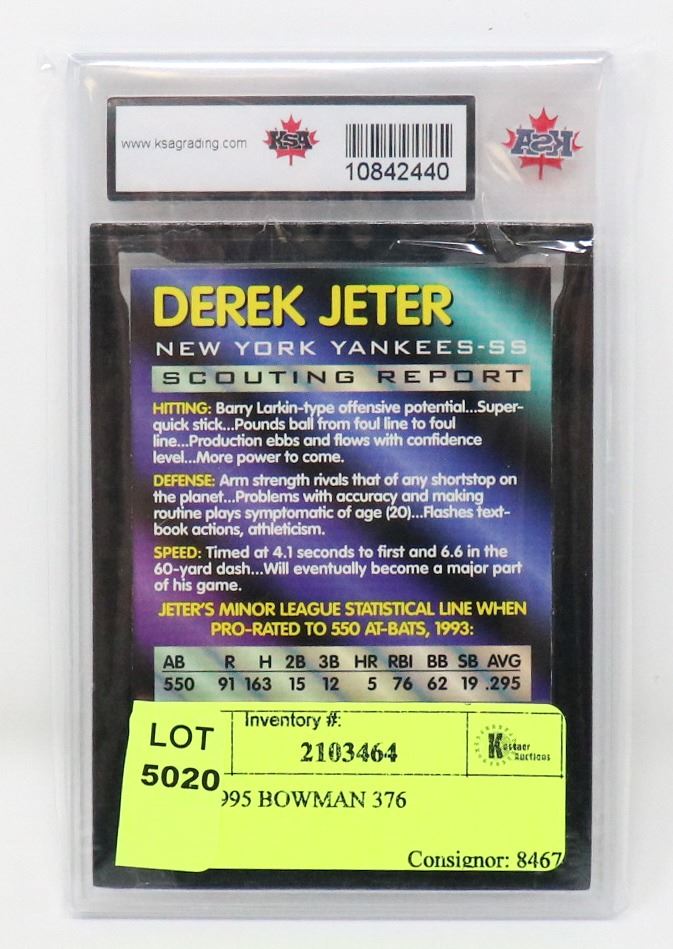 www.ksagrading.com KSA
10842440
KSA
DEREK JETER
NEW YORK YANKEES-SS
SCOUTING REPORT
HITTING: Barry Larkin-type offensive potential...Super-
quick stick...Pounds ball from foul line to foul
line...Production ebbs and flows with confidence
level...More power to come.
DEFENSE: Arm strength rivals that of any shortstop on
the planet...Problems with accuracy and making
routine plays symptomatic of age (20)...Flashes text-
book actions, athleticism.
SPEED: Timed at 4.1 seconds to first and 6.6 in the
60-yard dash...Will eventually become a major part
of his game.
JETER'S MINOR LEAGUE STATISTICAL LINE WHEN
PRO-RATED TO 550 AT-BATS, 1993:
AB R H 2B 3B HR RBI BB SB AVG
550 91 163 15 12 5 76 62 19 .295
LOT
5020
Inventory #:
2103464
Kastner
Auctions
995 BOWMAN 376
Consignor: 8467